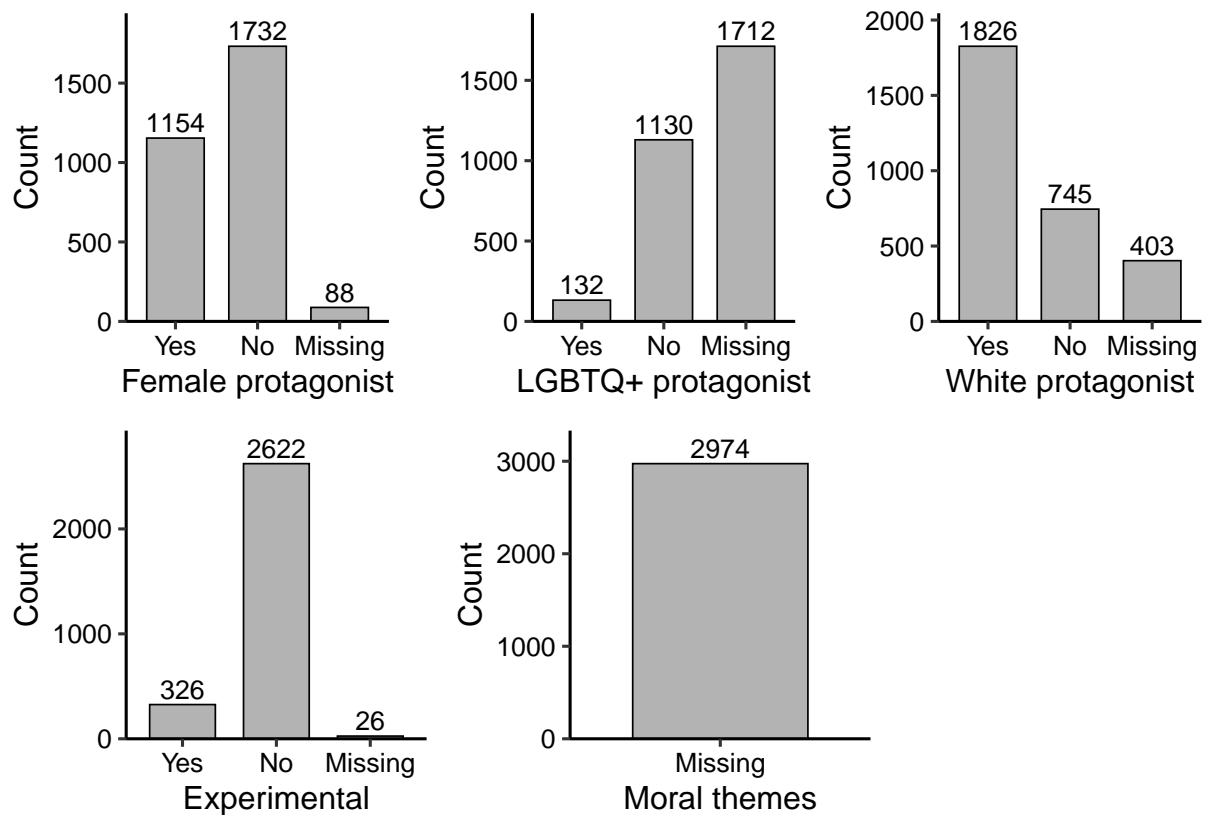 Count
1500
1000
500
0
1154
1732
88
Yes No Missing
Female protagonist
Count
1500
1000
500
0
132
1130
1712
Yes No Missing
LGBTQ+ protagonist
Count
2000
1500
1000
500
0
1826
745
403
Yes No Missing
White protagonist
Count
2000
1000
0
326
2622
26
Yes No Missing
Experimental
Count
3000
2000
1000
0
2974
Missing
Moral themes